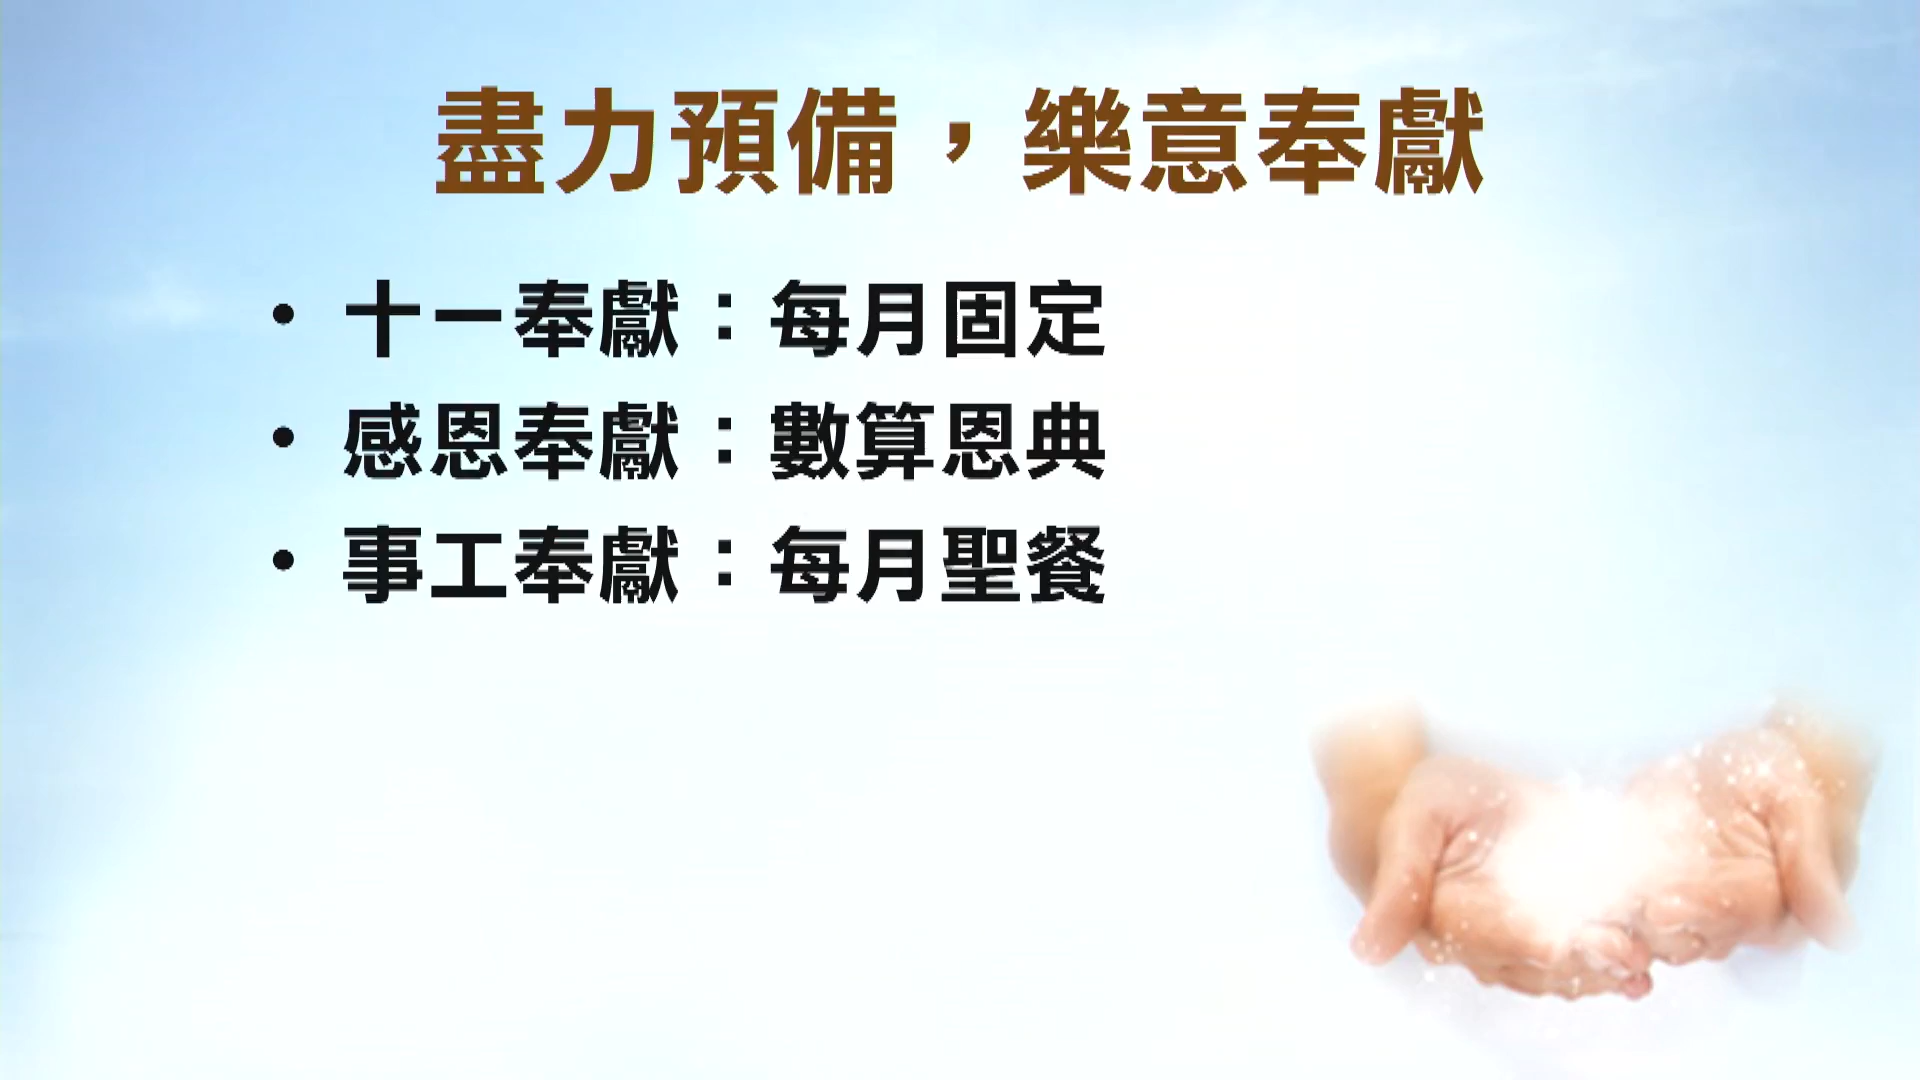 盡力預備，樂意奉獻
• 十一奉獻：每月固定
• 感恩奉獻：數算恩典
• 事工奉獻：每月聖餐